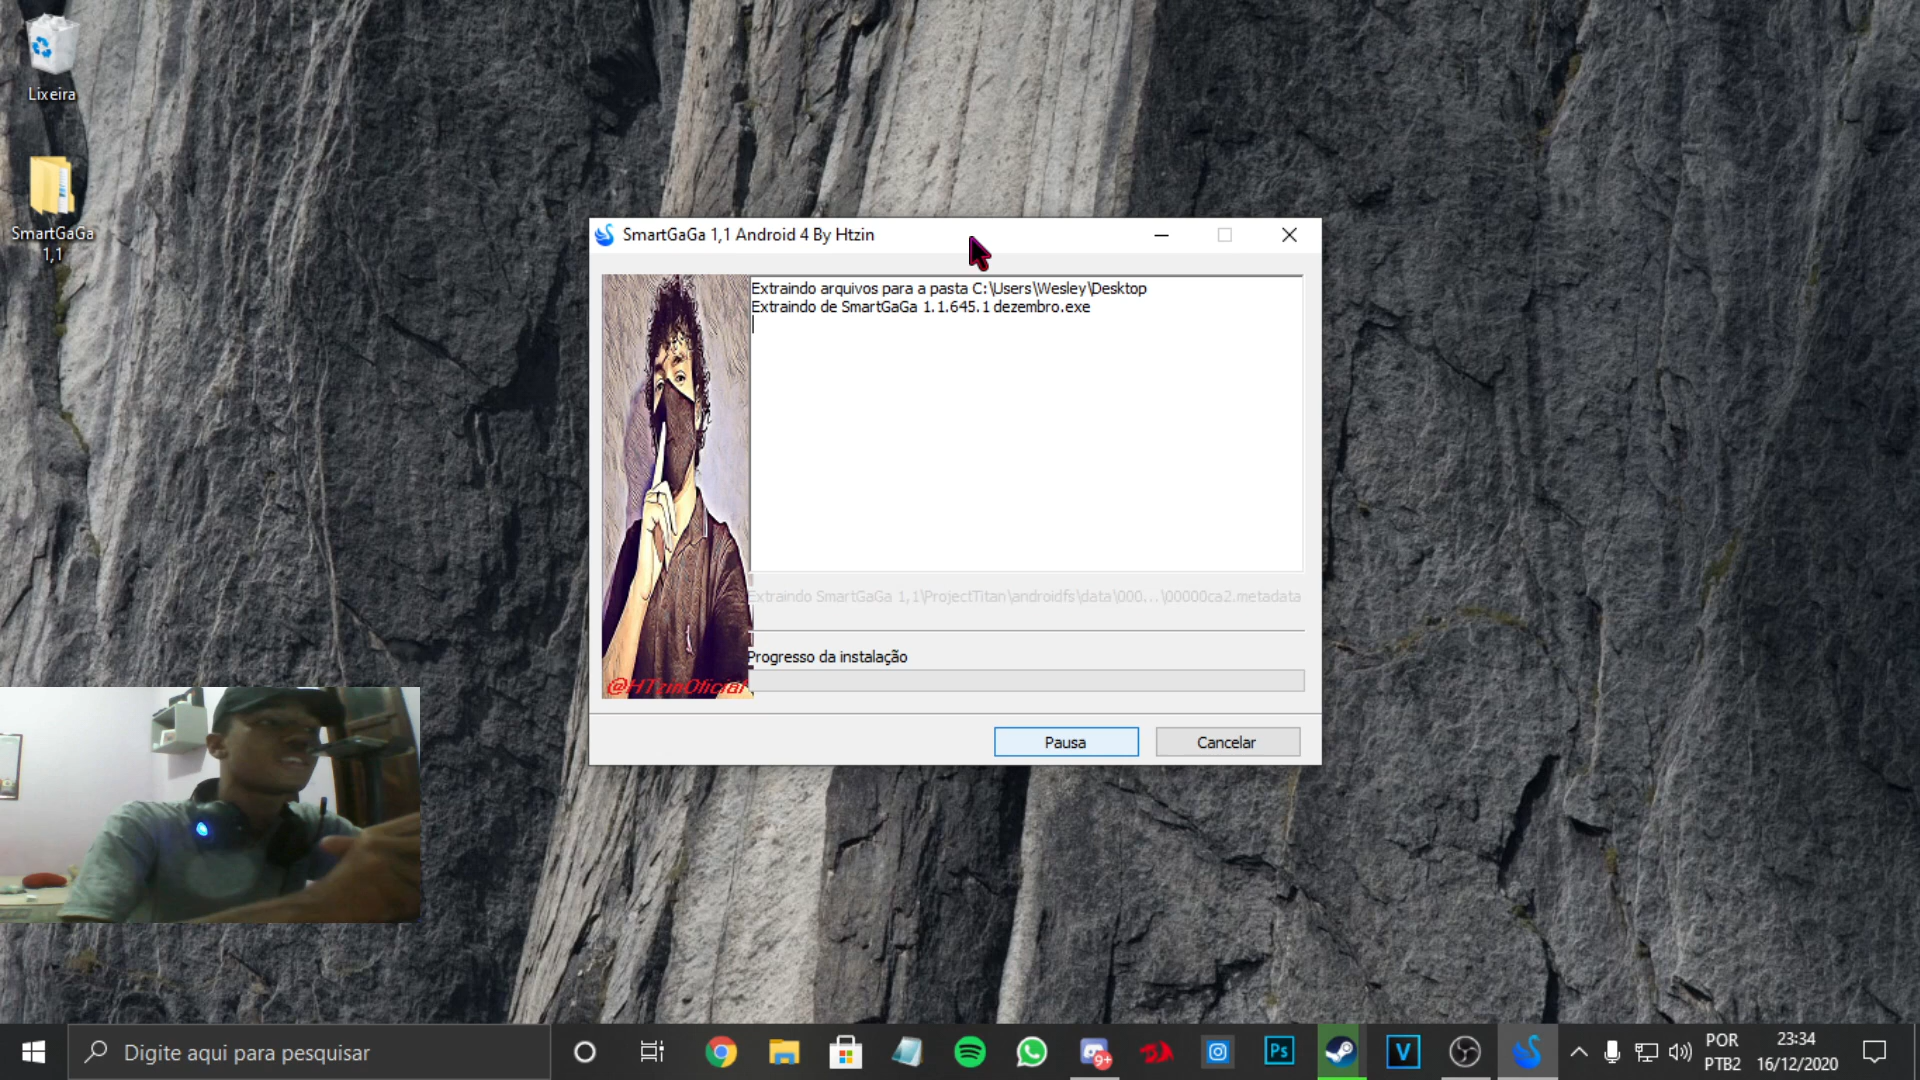 Lixeira
SmartGaGa
1,1
SmartGaGa 1,1 Android 4 By Htzin
Extraindo arquivos para a pasta C:\Users\Wesley\Desktop
Extraindo de SmartGaGa 1.1.645.1 dezembro.exe
Extraindo SmartGaGa 1,1\ProjectTitan\androidfs\data\000...\00000ca2.metadata
Progresso da instalação
@HTzinOficial
Pausa
Cancelar
Digite aqui para pesquisar
9+
Ps
V
POR
PTB2
23:34
16/12/2020